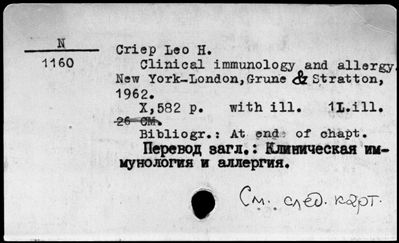 N
1160
Criep Leo H.
Clinical immunology and allergy.
New York-London, Grune & Stratton,
1962.
X,582 p. with ill. 1L.ill.
26 cm.
Bibliogr.: At end of chapt.
Перевод загл.: Клиническая им-
мунология и аллергия.
См. след. карт.